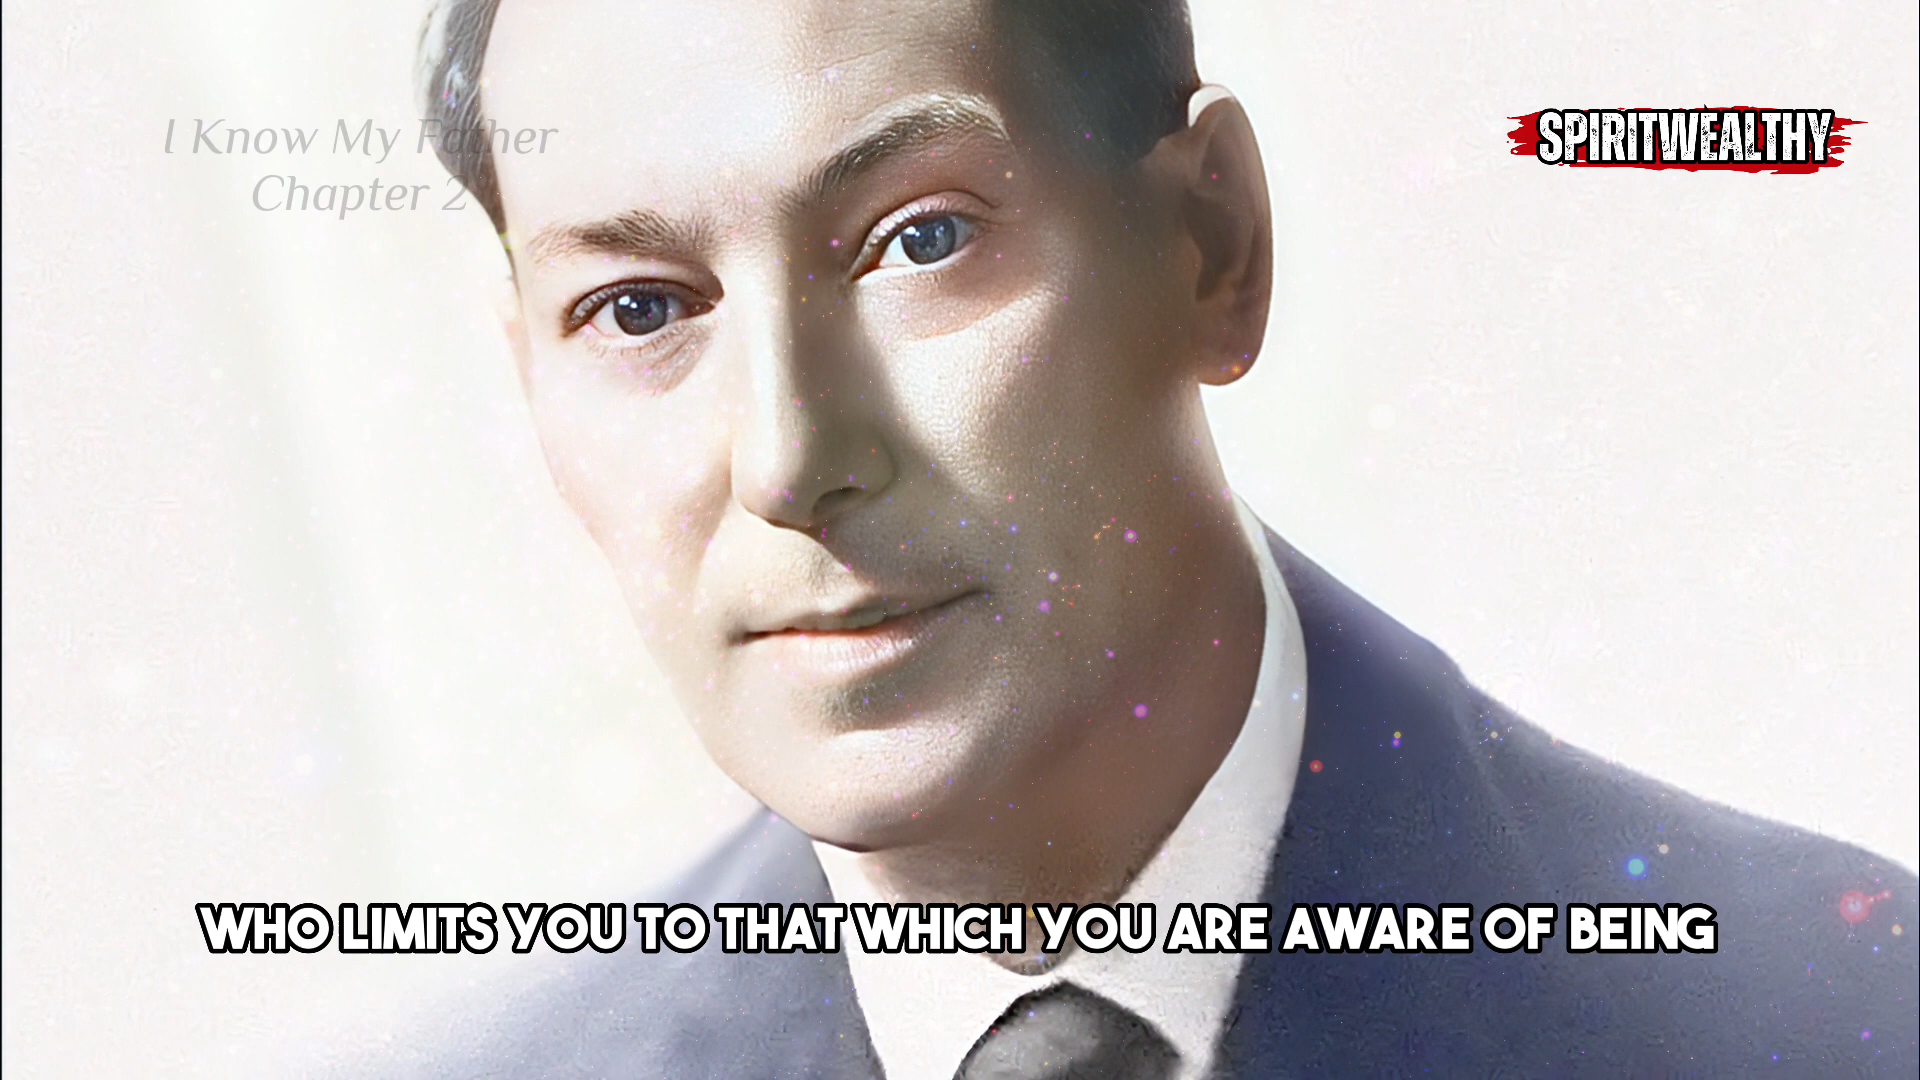 I Know My Father
Chapter 2
SPIRITWEALTHY
WHO LIMITS YOU TO THAT WHICH YOU ARE AWARE OF BEING